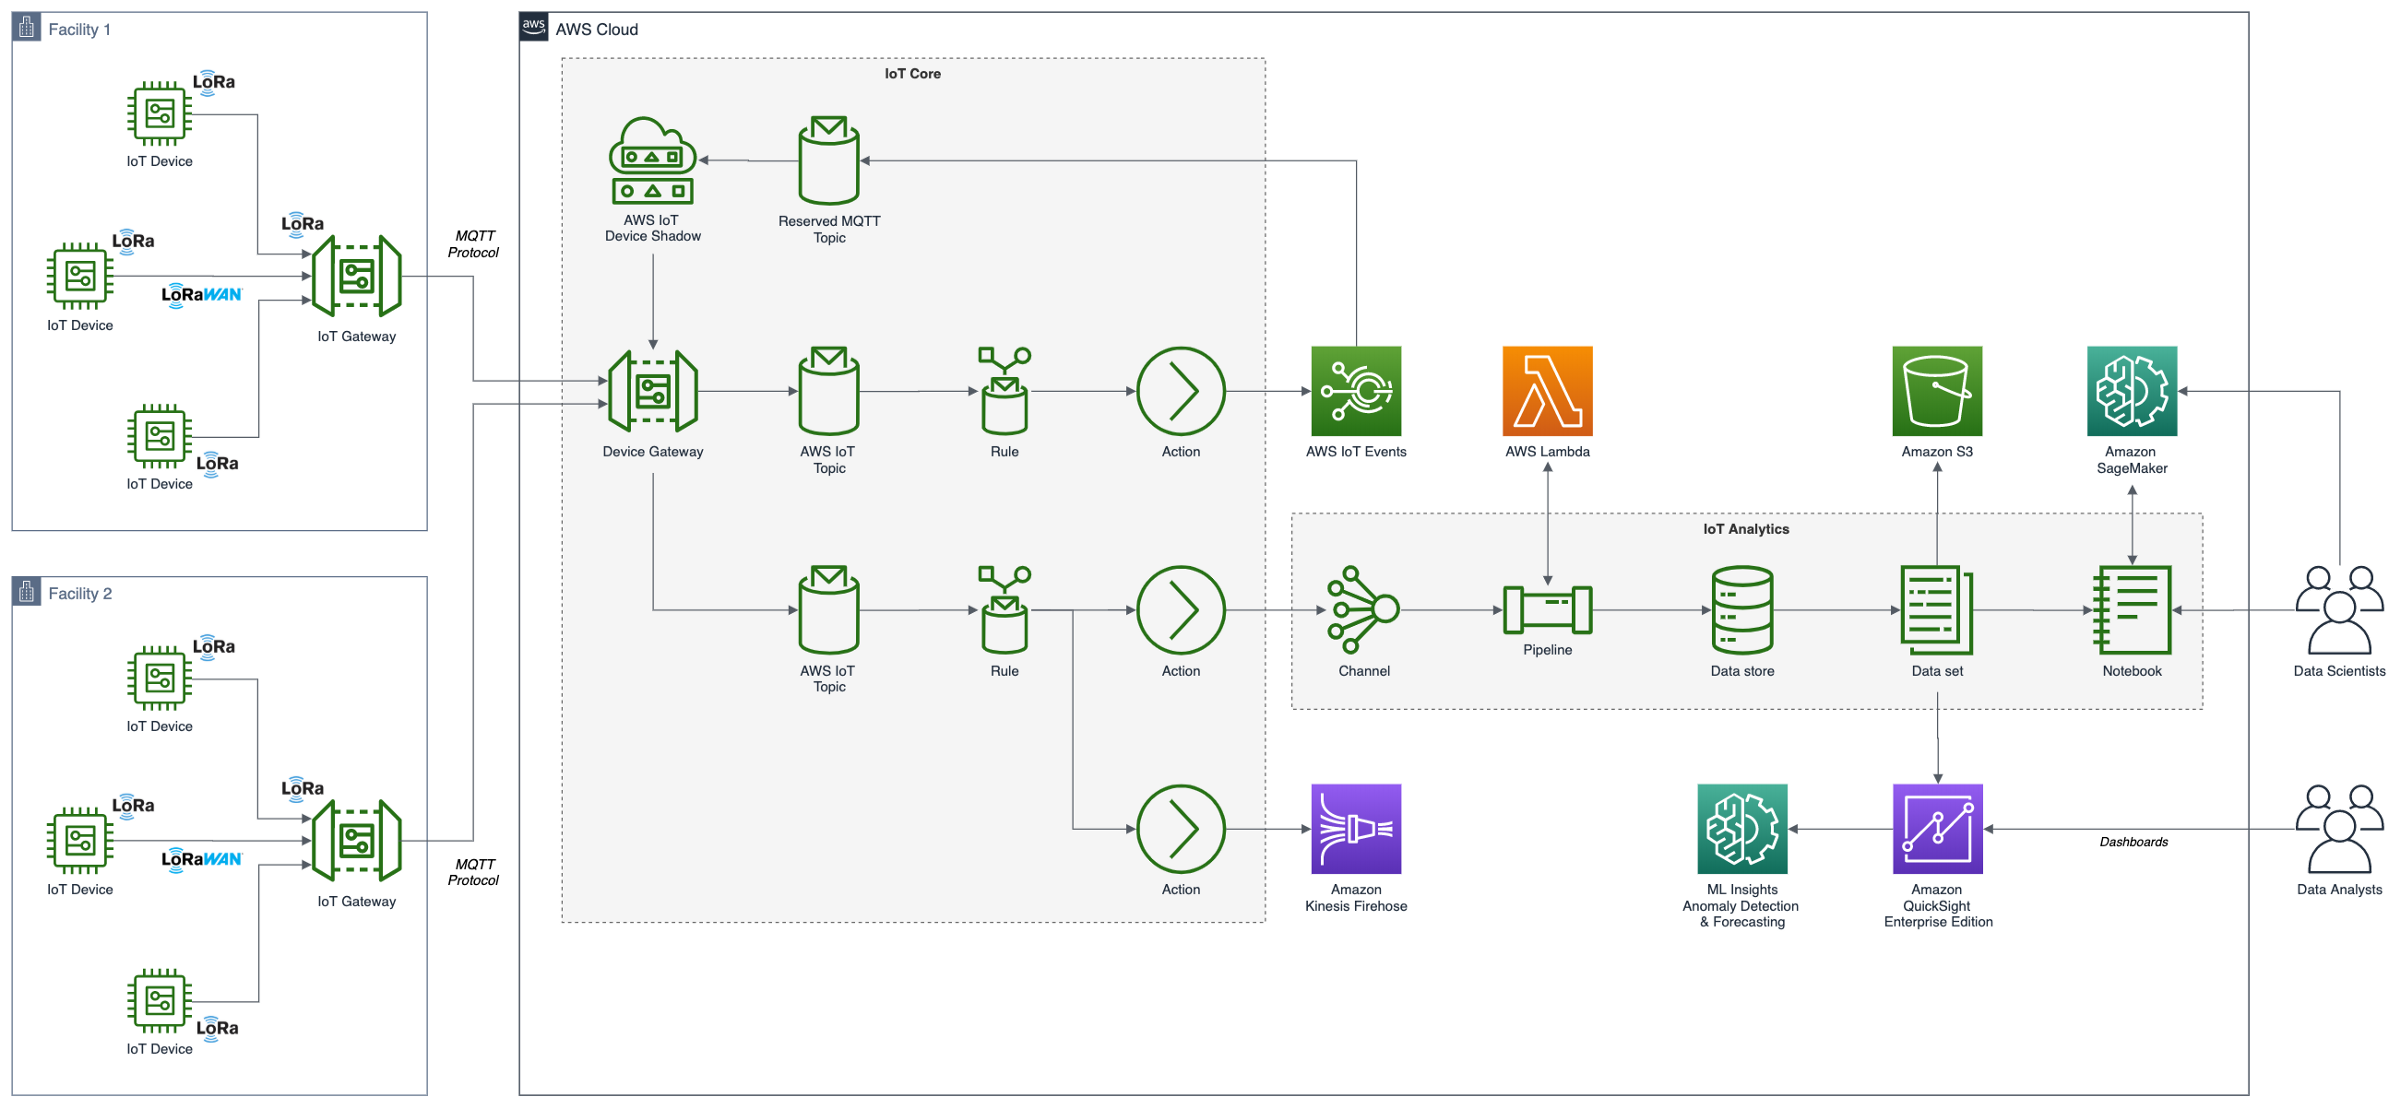 Facility 1
LoRa
IoT Device
LoRa
IoT Device
LoRaWAN
LoRa
IoT Gateway
IoT Device
LoRa
MQTT
Protocol
Facility 2
LoRa
IoT Device
LoRa
IoT Device
LoRaWAN
LoRa
IoT Gateway
IoT Device
LoRa
MQTT
Protocol
aws
AWS Cloud
IoT Core
AWS IoT
Device Shadow
Reserved MQTT
Topic
Device Gateway
AWS IoT
Topic
Rule
Action
AWS IoT Events
AWS Lambda
Amazon S3
Amazon
SageMaker
AWS IoT
Topic
Rule
Action
IoT Analytics
Channel
Pipeline
Data store
Data set
Notebook
Data Scientists
Action
Amazon
Kinesis Firehose
ML Insights
Anomaly Detection
& Forecasting
Amazon
QuickSight
Enterprise Edition
Dashboards
Data Analysts